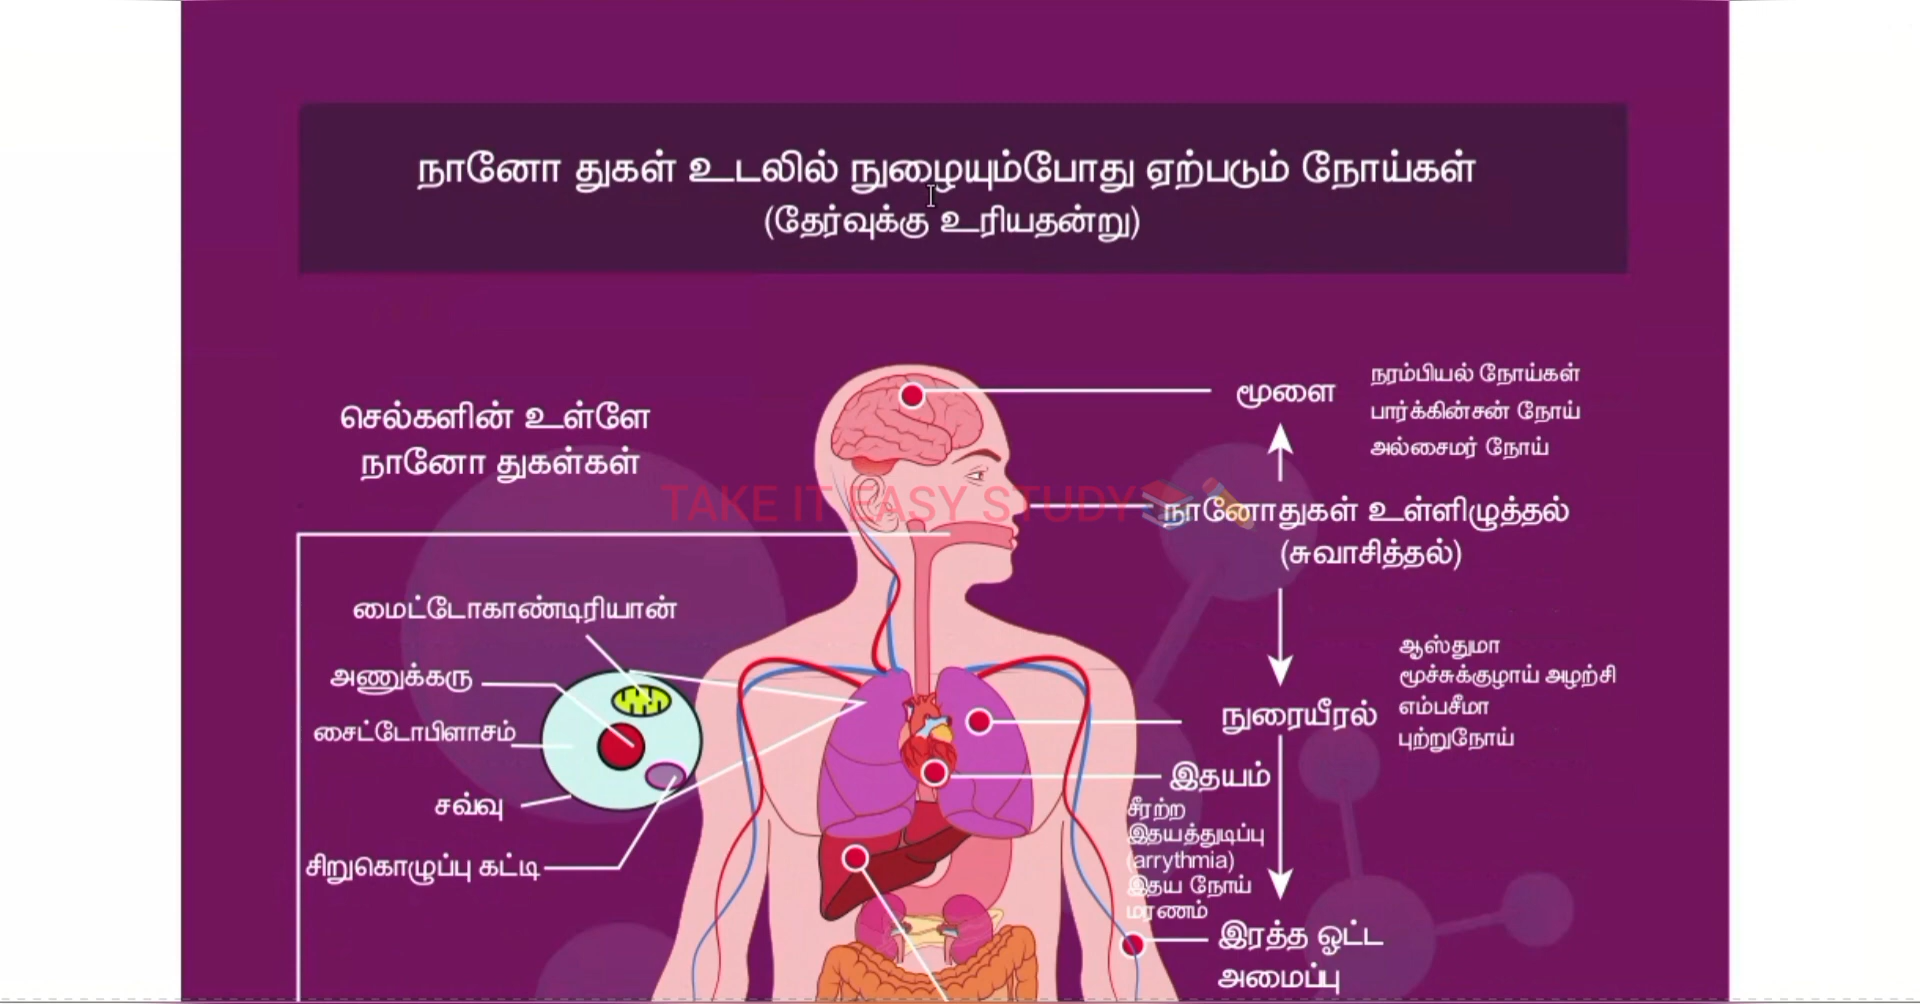 நானோ துகள் உடலில் நுழையும்போது ஏற்படும் நோய்கள்
(தேர்வுக்கு உரியதன்று)
செல்களின் உள்ளே
நானோ துகள்கள்
மைட்டோகாண்டிரியான்
அணுக்கரு
சைட்டோபிளாசம்
சவ்வு
சிறுகொழுப்பு கட்டி
மூளை
நரம்பியல் நோய்கள்
பார்க்கின்சன் நோய்
அல்சைமர் நோய்
TAKE IT EASY STUDY
நானோதுகள் உள்ளிழுத்தல்
(சுவாசித்தல்)
நுரையீரல்
ஆஸ்துமா
மூச்சுக்குழாய் அழற்சி
எம்பசீமா
புற்றுநோய்
இதயம்
சீரற்ற
இதயத்துடிப்பு
(arrythmia)
இதய நோய்
மரணம்
இரத்த ஓட்ட
அமைப்பு